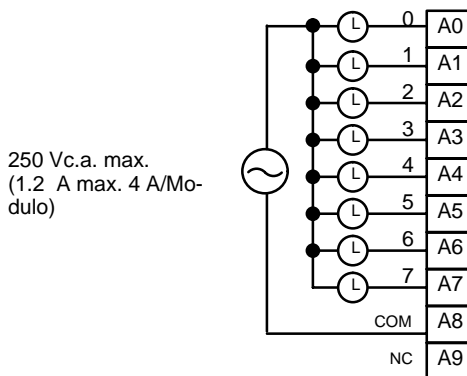 L 0 A0
L 1 A1
L 2 A2
L 3 A3
250 Vc.a. max.
(1.2 A max. 4 A/Mo-
dulo)
L 4 A4
L 5 A5
L 6 A6
L 7 A7
COM A8
NC A9